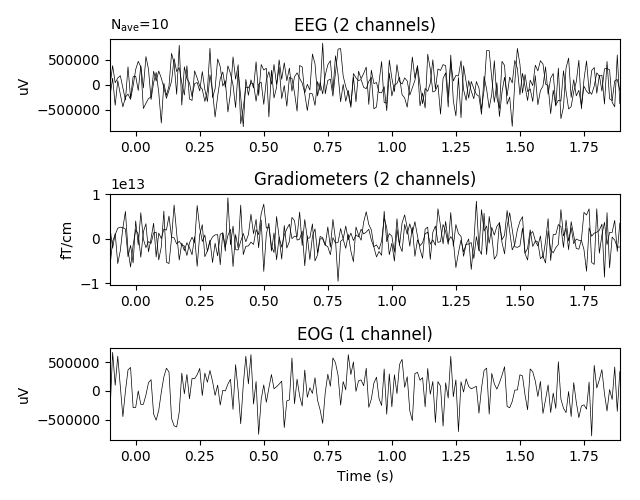 N_ave=10
EEG (2 channels)
500000
0
−500000
uV
0.00 0.25 0.50 0.75 1.00 1.25 1.50 1.75
1e13
Gradiometers (2 channels)
1
0
−1
fT/cm
0.00 0.25 0.50 0.75 1.00 1.25 1.50 1.75
EOG (1 channel)
500000
0
−500000
uV
0.00 0.25 0.50 0.75 1.00 1.25 1.50 1.75
Time (s)